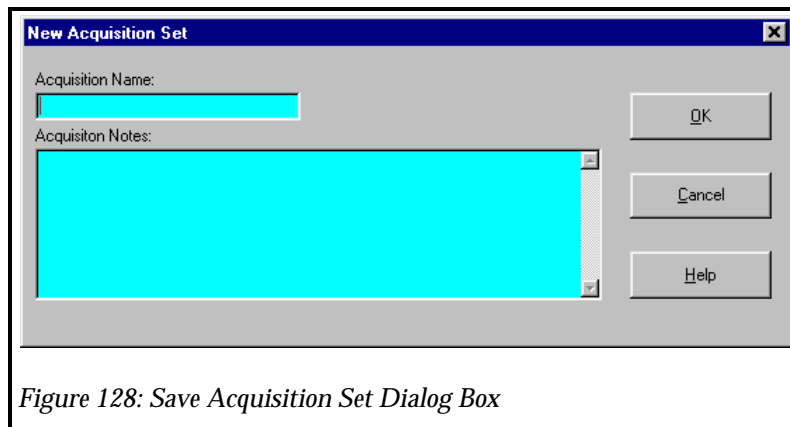 New Acquisition Set
Acquisition Name:
OK
Acquisiton Notes:
Cancel
Help
Figure 128: Save Acquisition Set Dialog Box